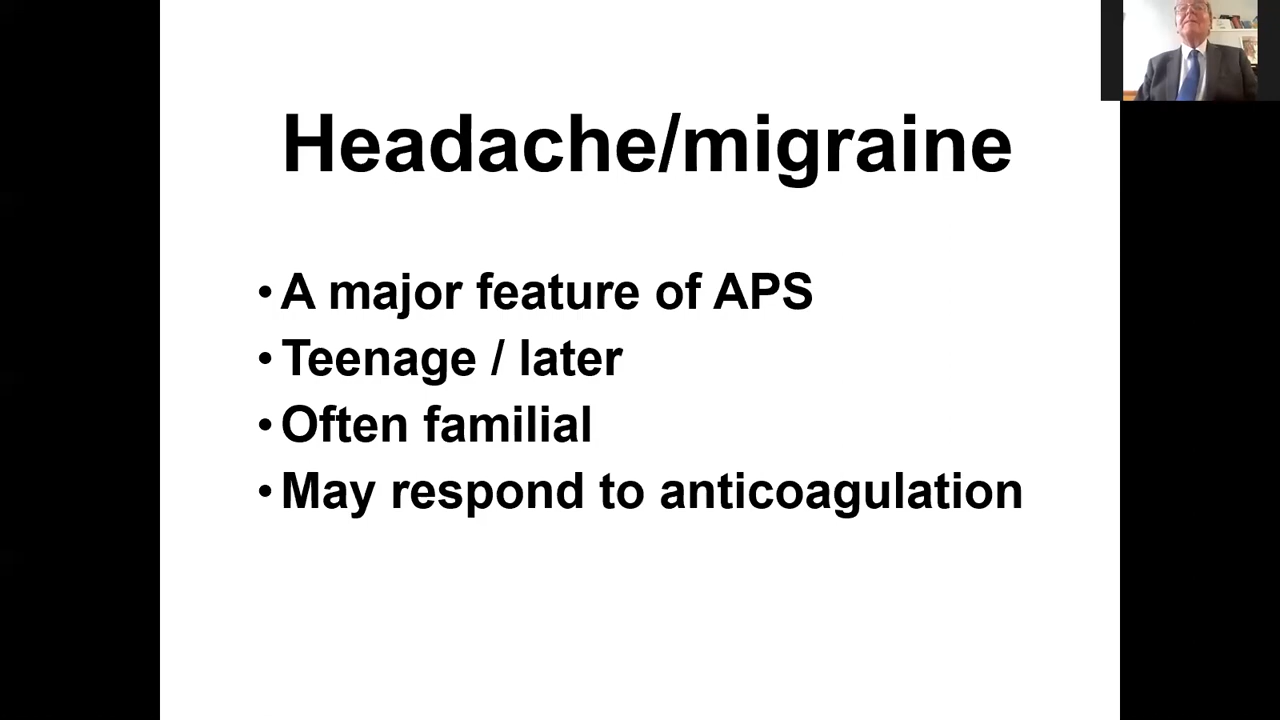 Headache/migraine
• A major feature of APS
• Teenage / later
• Often familial
• May respond to anticoagulation